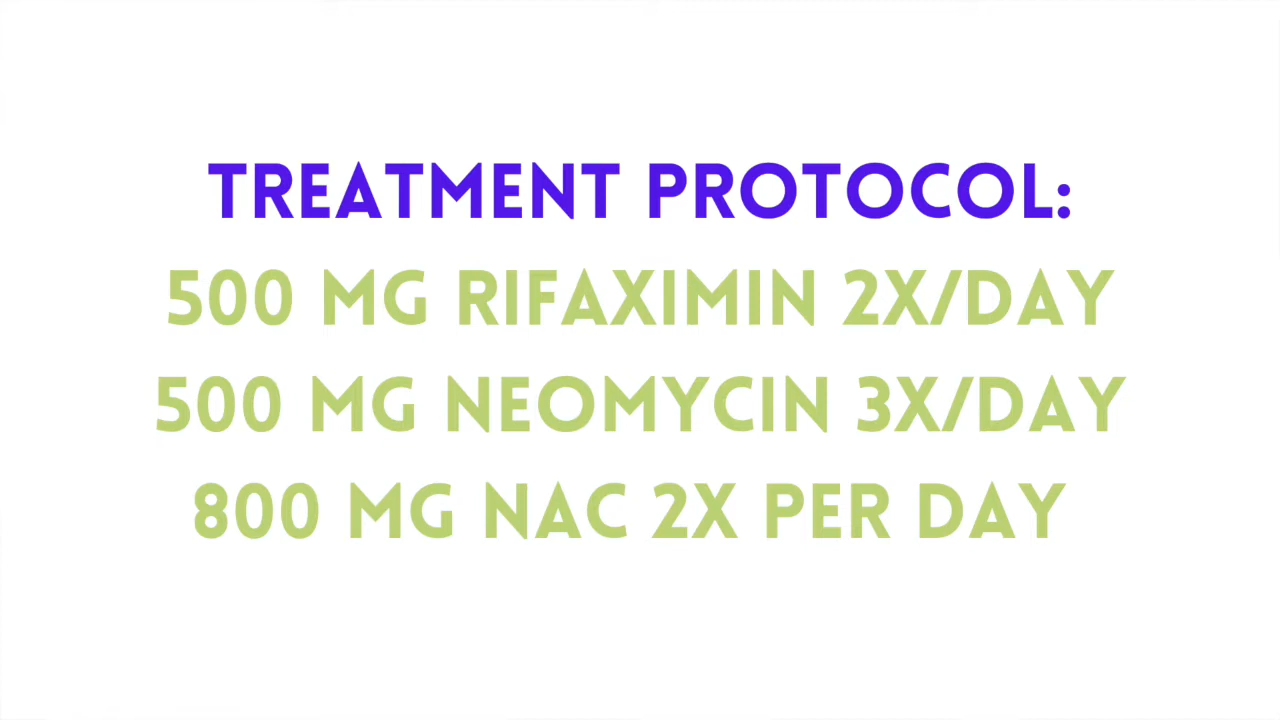 TREATMENT PROTOCOL:
500 MG RIFAXIMIN 2X/DAY
500 MG NEOMYCIN 3X/DAY
800 MG NAC 2X PER DAY